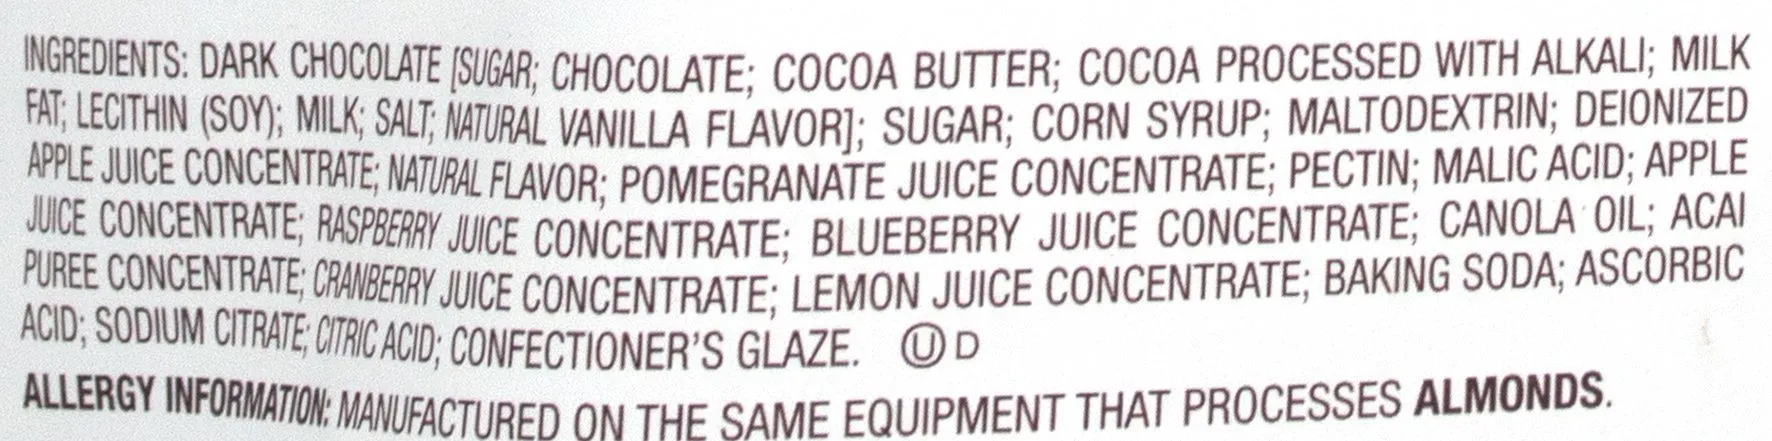 INGREDIENTS: DARK CHOCOLATE [SUGAR; CHOCOLATE; COCOA BUTTER; COCOA PROCESSED WITH ALKALI; MILK
FAT; LECITHIN (SOY); MILK; SALT; NATURAL VANILLA FLAVOR]; SUGAR; CORN SYRUP; MALTODEXTRIN; DEIONIZED
APPLE JUICE CONCENTRATE; NATURAL FLAVOR; POMEGRANATE JUICE CONCENTRATE; PECTIN; MALIC ACID; APPLE
JUICE CONCENTRATE; RASPBERRY JUICE CONCENTRATE; BLUEBERRY JUICE CONCENTRATE; CANOLA OIL; ACAI
PUREE CONCENTRATE; CRANBERRY JUICE CONCENTRATE; LEMON JUICE CONCENTRATE; BAKING SODA; ASCORBIC
ACID; SODIUM CITRATE; CITRIC ACID; CONFECTIONER'S GLAZE. Ⓤ D
ALLERGY INFORMATION: MANUFACTURED ON THE SAME EQUIPMENT THAT PROCESSES ALMONDS.